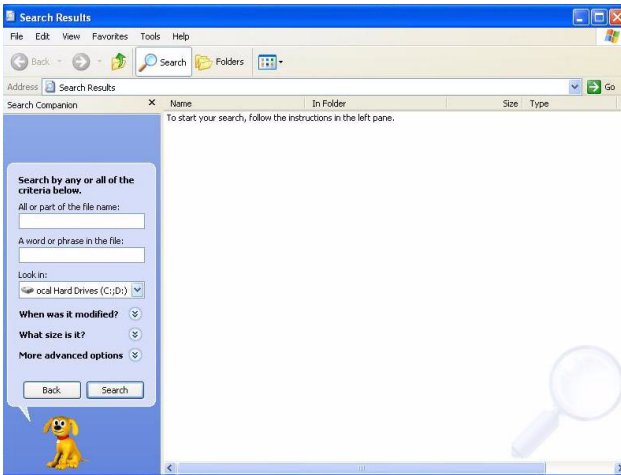 Search Results
File Edit View Favorites Tools Help
Back Search Folders
Address Search Results Go
Search Companion Name In Folder Size Type
To start your search, follow the instructions in the left pane.
Search by any or all of the
criteria below.
All or part of the file name:
A word or phrase in the file:
Look in:
ocal Hard Drives (C:;D:)
When was it modified?
What size is it?
More advanced options
Back Search